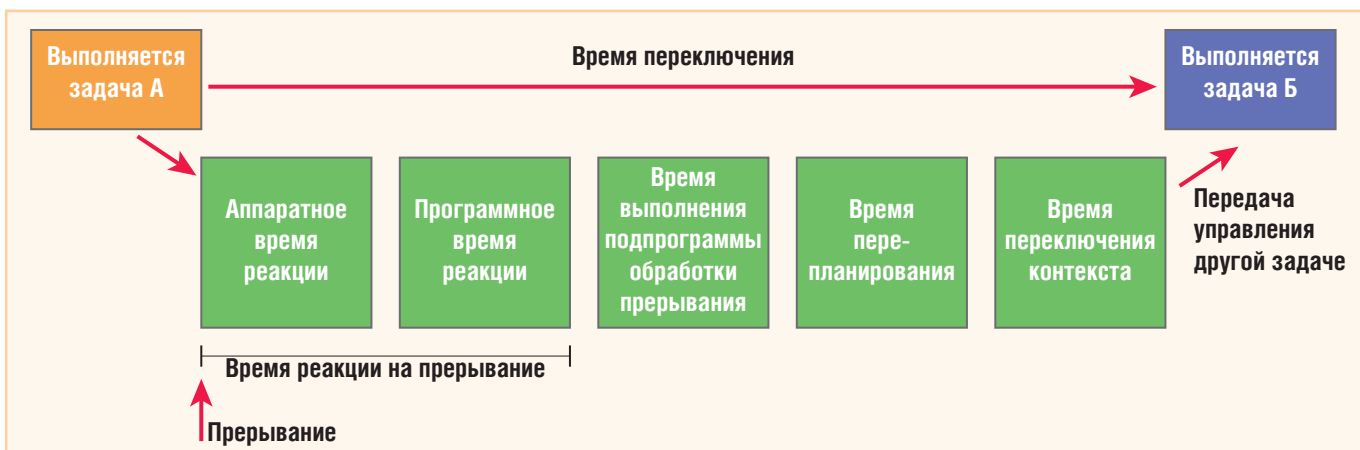 Выполняется
задача А
Время переключения
Выполняется
задача Б
Аппаратное
время
реакции
Программное
время
реакции
Время
выполнения
подпрограммы
обработки
прерывания
Время
пере-
планирования
Время
переключения
контекста
Передача
управления
другой задаче
Время реакции на прерывание
Прерывание